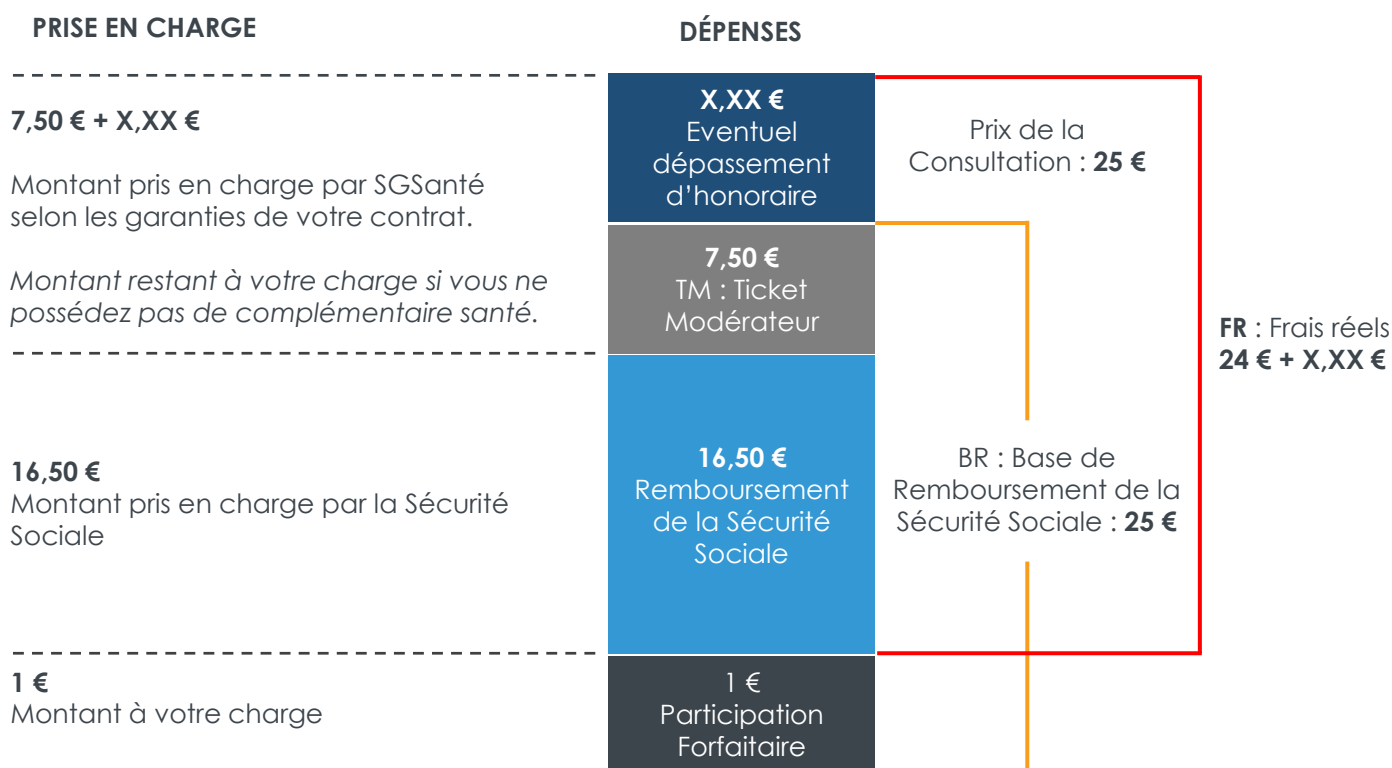 PRISE EN CHARGE
DÉPENSES
7,50 € + X,XX €
Montant pris en charge par SGSanté
selon les garanties de votre contrat.
Montant restant à votre charge si vous ne
possédez pas de complémentaire santé.
X,XX €
Eventuel
dépassement
d’honoraire
Prix de la
Consultation : 25 €
7,50 €
TM : Ticket
Modérateur
FR : Frais réels
24 € + X,XX €
16,50 €
Montant pris en charge par la Sécurité
Sociale
16,50 €
Remboursement
de la Sécurité
Sociale
BR : Base de
Remboursement de la
Sécurité Sociale : 25 €
1 €
Montant à votre charge
1 €
Participation
Forfaitaire